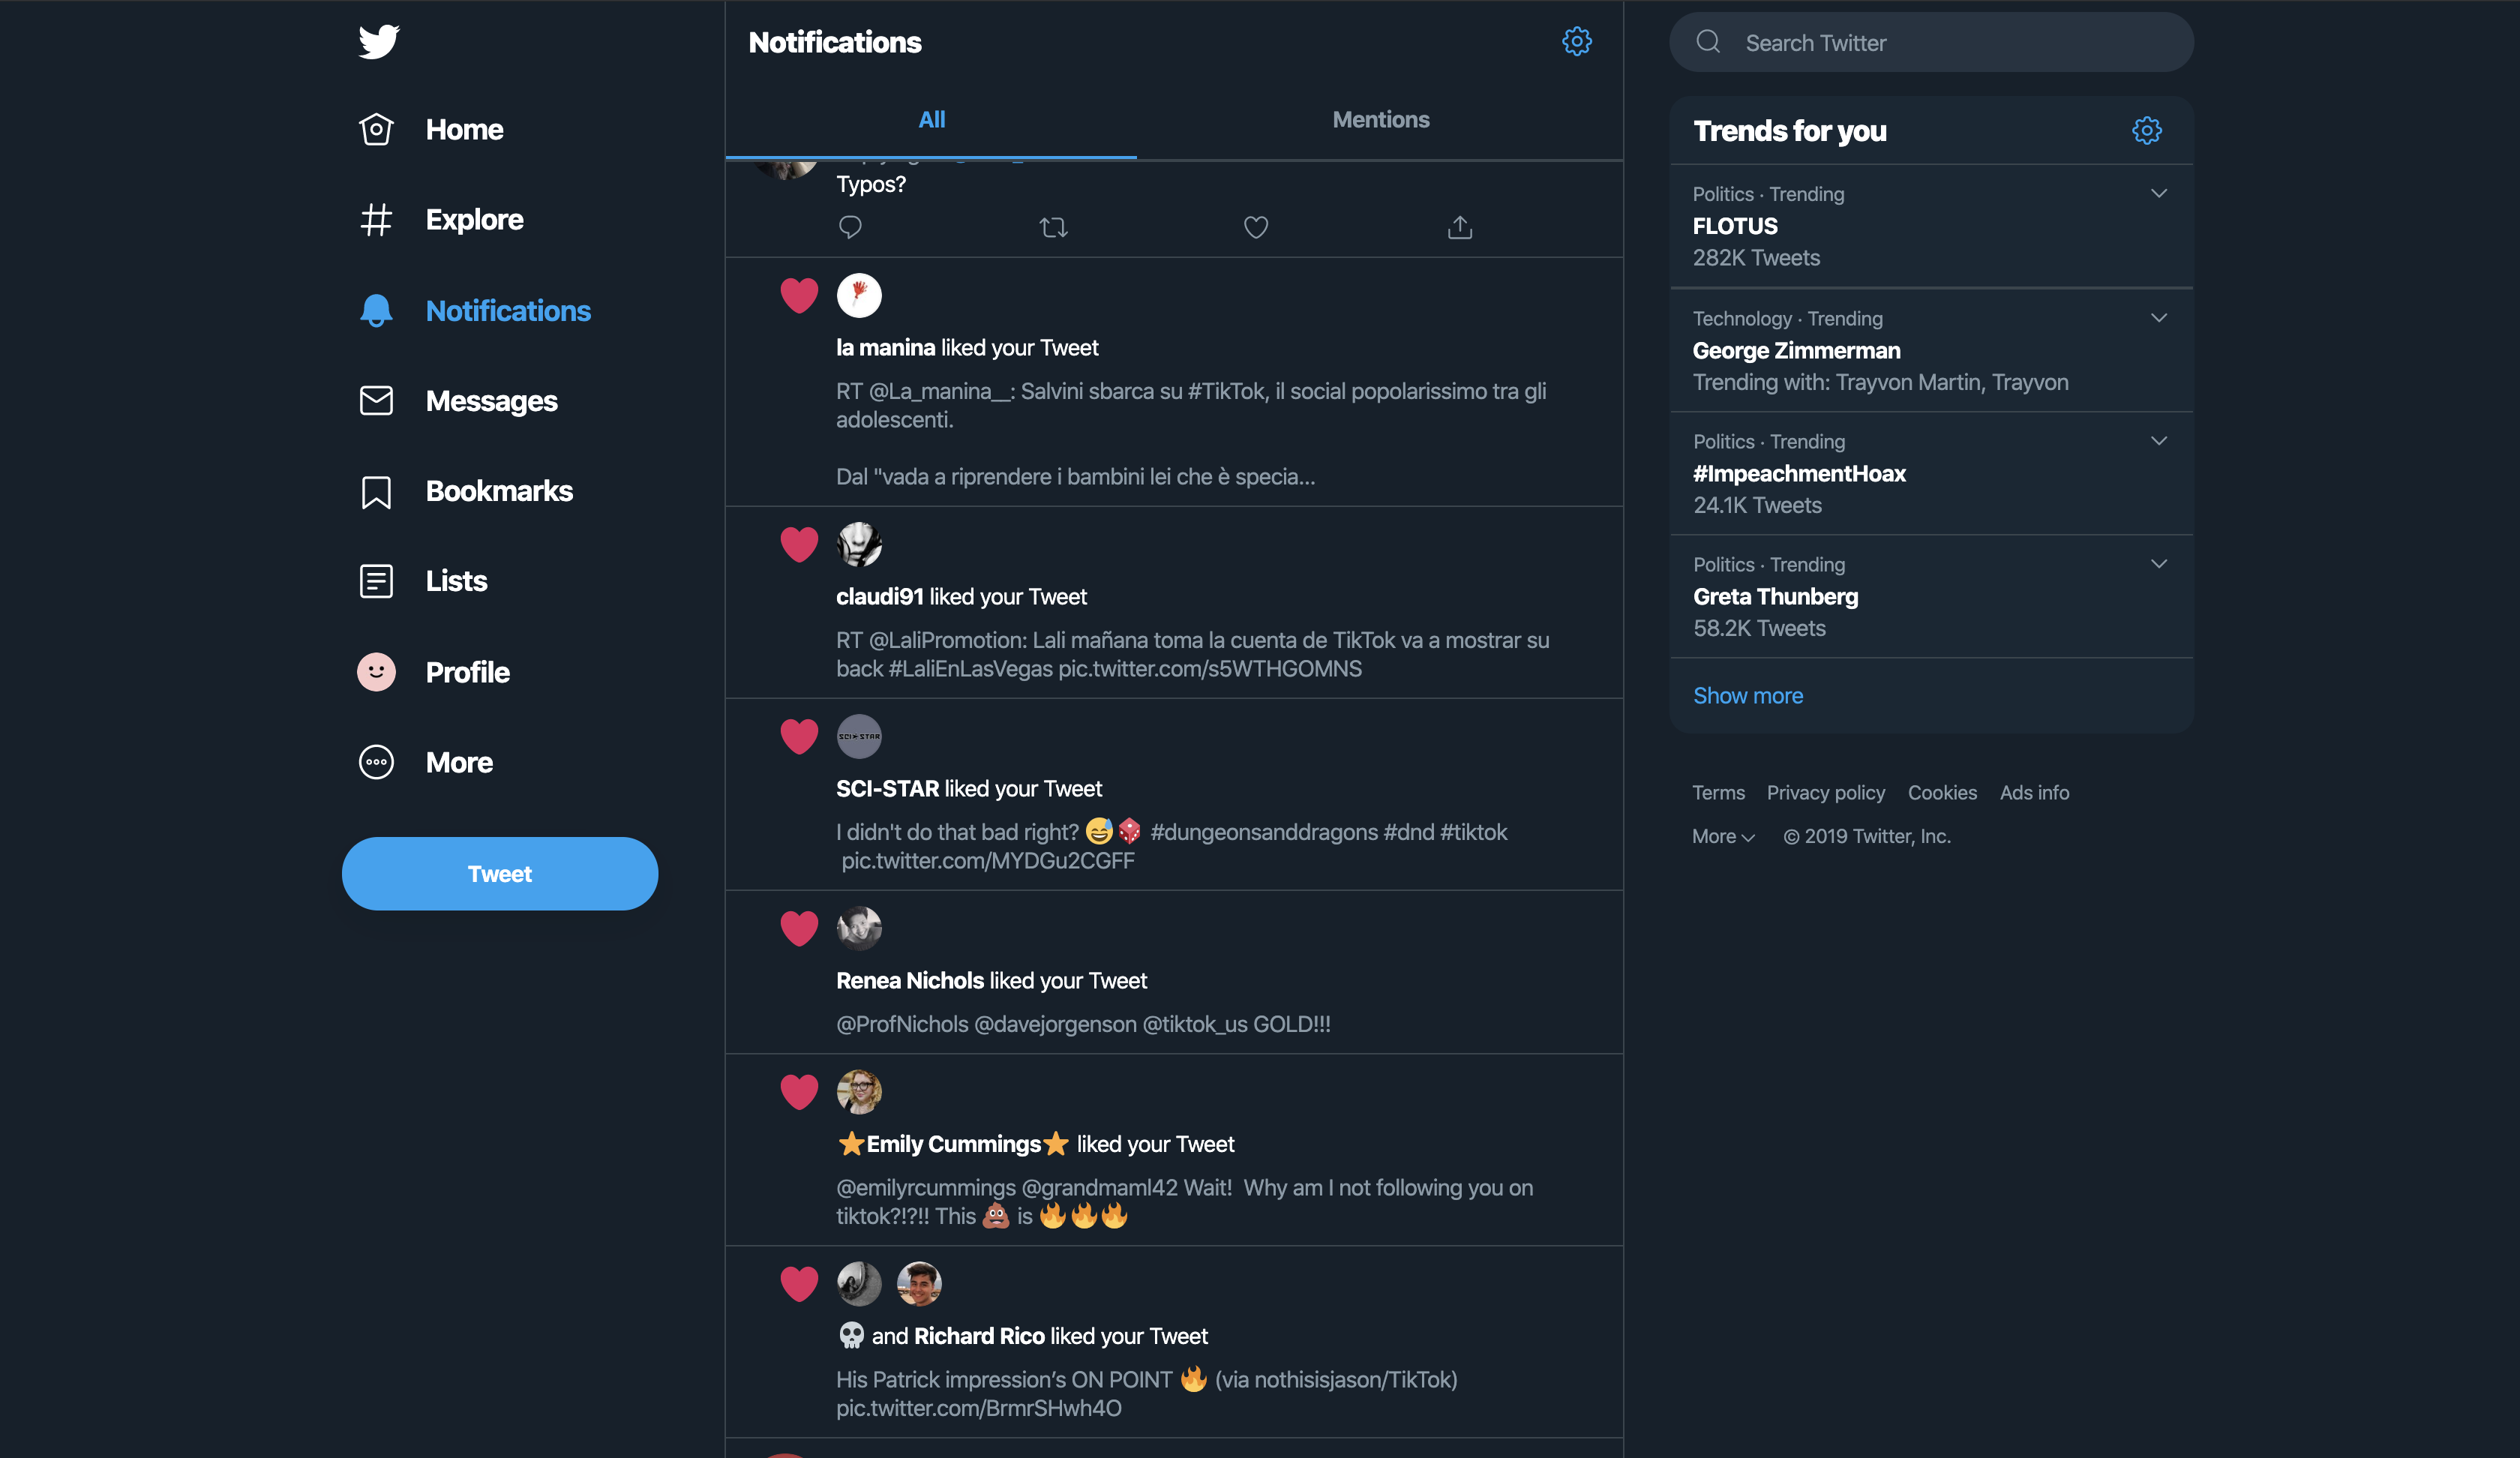 Home
Explore
Notifications
Messages
Bookmarks
Lists
Profile
More
Tweet
Notifications
All
Mentions
Typos?
la manina liked your Tweet
RT @La_manina__: Salvini sbarca su #TikTok, il social popolarissimo tra gli
adolescenti.
Dal "vada a riprendere i bambini lei che è specia...
claudi91 liked your Tweet
RT @LaliPromotion: Lali mañana toma la cuenta de TikTok va a mostrar su
back #LaliEnLasVegas pic.twitter.com/s5WTHGOMNS
SCI★STAR
SCI-STAR liked your Tweet
I didn't do that bad right? 😅🎲 #dungeonsanddragons #dnd #tiktok
pic.twitter.com/MYDGu2CGFF
Renea Nichols liked your Tweet
@ProfNichols @davejorgenson @tiktok_us GOLD!!!
⭐Emily Cummings⭐ liked your Tweet
@emilyrcummings @grandmaml42 Wait!  Why am I not following you on
tiktok?!?!! This 💩 is 🔥🔥🔥
💀 and Richard Rico liked your Tweet
His Patrick impression’s ON POINT 🔥 (via nothisisjason/TikTok)
pic.twitter.com/BrmrSHwh4O
Search Twitter
Trends for you
Politics · Trending
FLOTUS
282K Tweets
Technology · Trending
George Zimmerman
Trending with: Trayvon Martin, Trayvon
Politics · Trending
#ImpeachmentHoax
24.1K Tweets
Politics · Trending
Greta Thunberg
58.2K Tweets
Show more
Terms Privacy policy Cookies Ads info
More © 2019 Twitter, Inc.